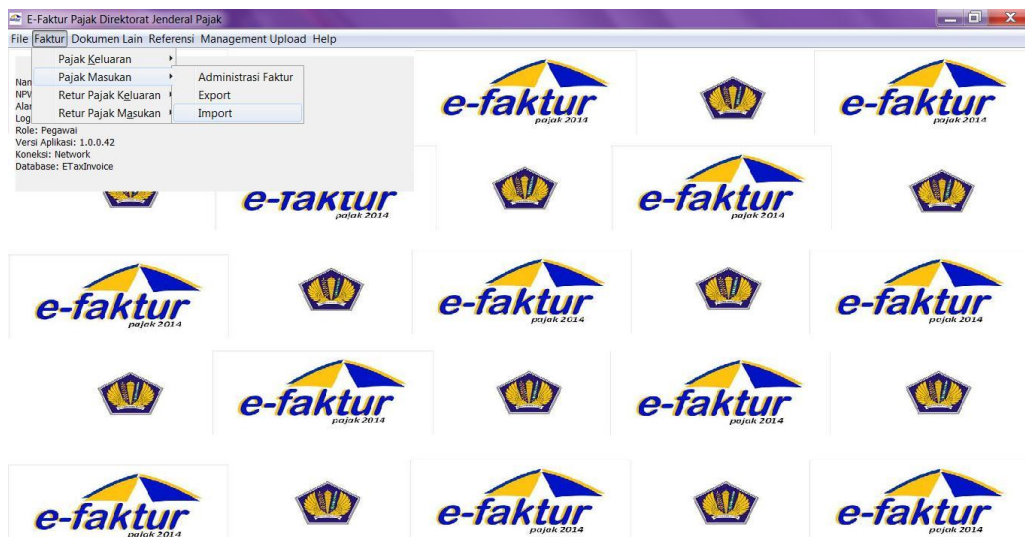 E-Faktur Pajak Direktorat Jenderal Pajak
File Faktur Dokumen Lain Referensi Management Upload Help
Pajak Keluaran
Pajak Masukan
Retur Pajak Keluaran
Retur Pajak Masukan
Administrasi Faktur
Export
Import
Role: Pegawai
Versi Aplikasi: 1.0.0.42
Koneksi: Network
Database: ETaxInvoice
e-faktur
pajak 2014
e-faktur
pajak 2014
e-faktur
pajak 2014
e-faktur
pajak 2014
e-faktur
pajak 2014
e-faktur
pajak 2014
e-faktur
pajak 2014
e-faktur
pajak 2014
e-faktur
pajak 2014
e-faktur
pajak 2014
e-faktur
pajak 2014
e-faktur
pajak 2014